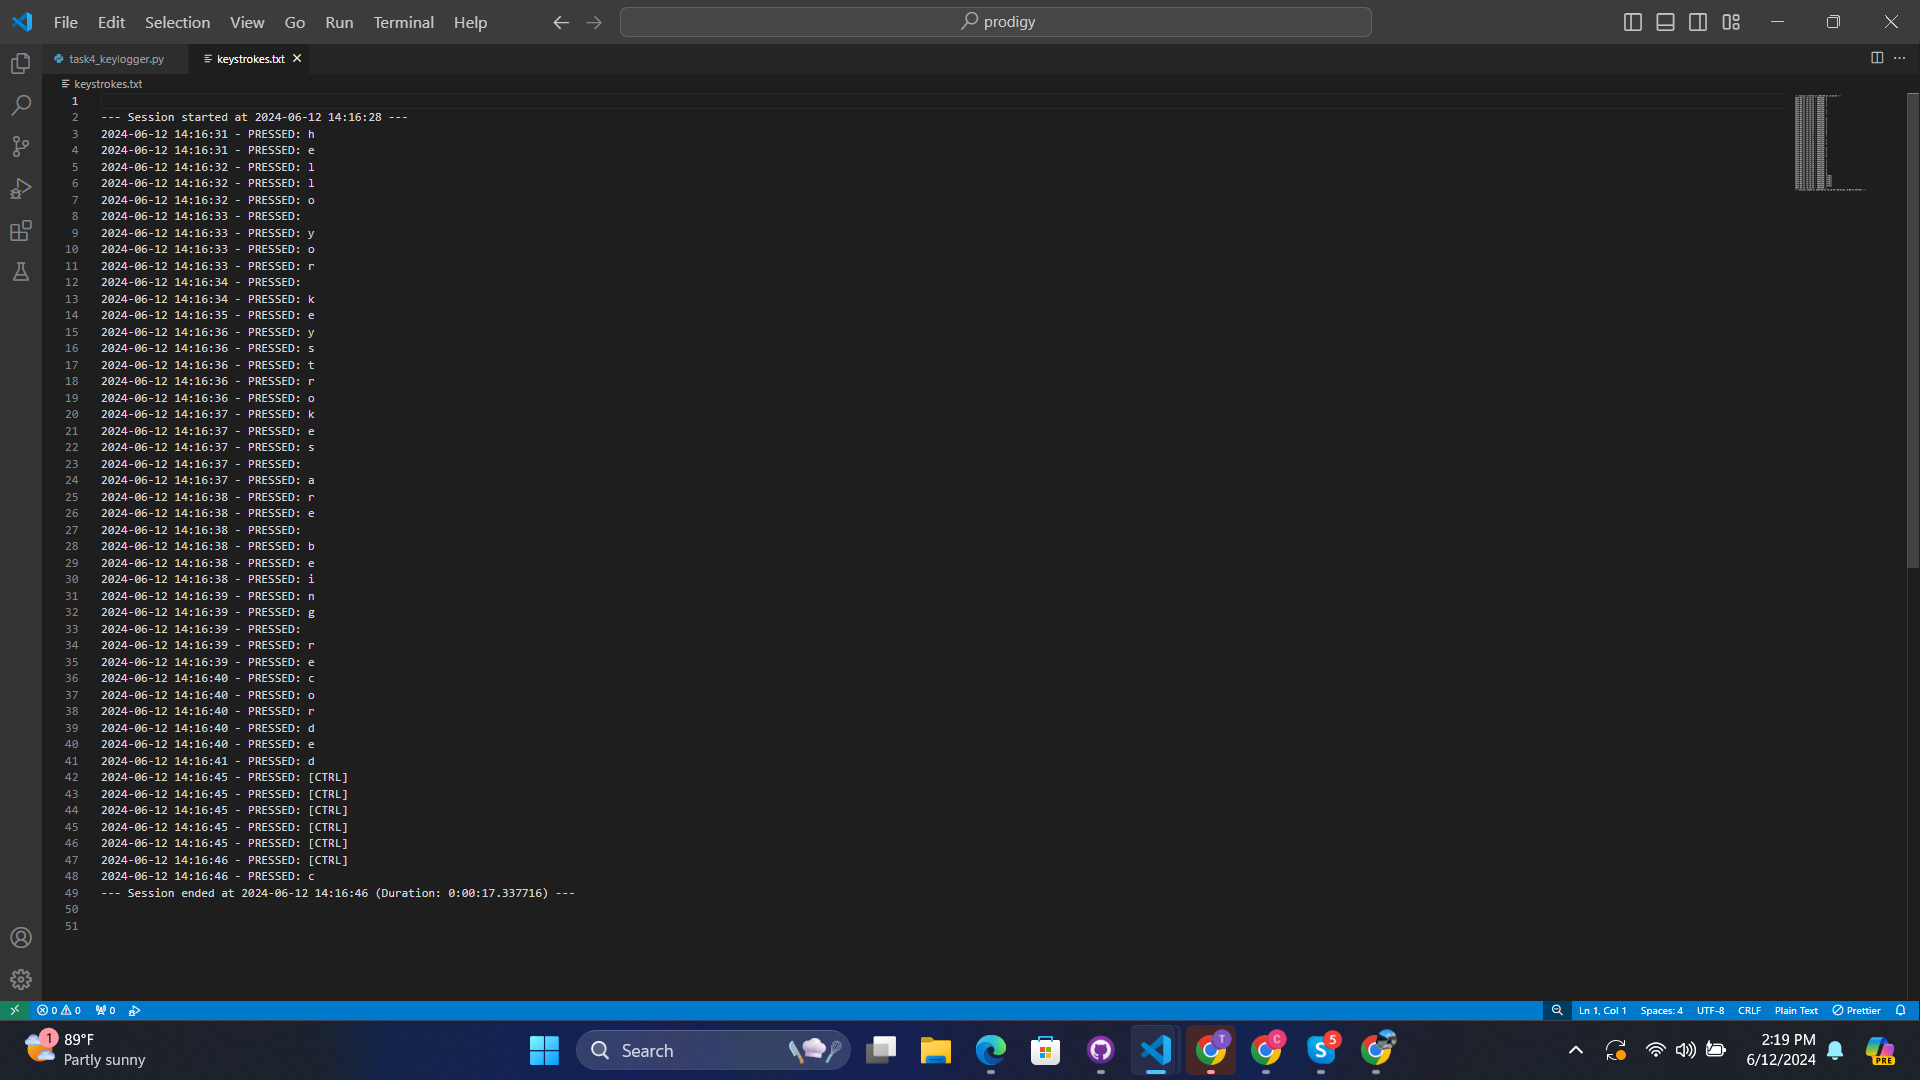 File Edit Selection View Go Run Terminal Help
prodigy
task4_keylogger.py
keystrokes.txt
keystrokes.txt
1
2 --- Session started at 2024-06-12 14:16:28 ---
3 2024-06-12 14:16:31 - PRESSED: h
4 2024-06-12 14:16:31 - PRESSED: e
5 2024-06-12 14:16:32 - PRESSED: l
6 2024-06-12 14:16:32 - PRESSED: l
7 2024-06-12 14:16:32 - PRESSED: o
8 2024-06-12 14:16:33 - PRESSED:
9 2024-06-12 14:16:33 - PRESSED: y
10 2024-06-12 14:16:33 - PRESSED: o
11 2024-06-12 14:16:33 - PRESSED: r
12 2024-06-12 14:16:34 - PRESSED:
13 2024-06-12 14:16:34 - PRESSED: k
14 2024-06-12 14:16:35 - PRESSED: e
15 2024-06-12 14:16:36 - PRESSED: y
16 2024-06-12 14:16:36 - PRESSED: s
17 2024-06-12 14:16:36 - PRESSED: t
18 2024-06-12 14:16:36 - PRESSED: r
19 2024-06-12 14:16:36 - PRESSED: o
20 2024-06-12 14:16:37 - PRESSED: k
21 2024-06-12 14:16:37 - PRESSED: e
22 2024-06-12 14:16:37 - PRESSED: s
23 2024-06-12 14:16:37 - PRESSED:
24 2024-06-12 14:16:37 - PRESSED: a
25 2024-06-12 14:16:38 - PRESSED: r
26 2024-06-12 14:16:38 - PRESSED: e
27 2024-06-12 14:16:38 - PRESSED:
28 2024-06-12 14:16:38 - PRESSED: b
29 2024-06-12 14:16:38 - PRESSED: e
30 2024-06-12 14:16:38 - PRESSED: i
31 2024-06-12 14:16:39 - PRESSED: n
32 2024-06-12 14:16:39 - PRESSED: g
33 2024-06-12 14:16:39 - PRESSED:
34 2024-06-12 14:16:39 - PRESSED: r
35 2024-06-12 14:16:39 - PRESSED: e
36 2024-06-12 14:16:40 - PRESSED: c
37 2024-06-12 14:16:40 - PRESSED: o
38 2024-06-12 14:16:40 - PRESSED: r
39 2024-06-12 14:16:40 - PRESSED: d
40 2024-06-12 14:16:40 - PRESSED: e
41 2024-06-12 14:16:41 - PRESSED: d
42 2024-06-12 14:16:45 - PRESSED: [CTRL]
43 2024-06-12 14:16:45 - PRESSED: [CTRL]
44 2024-06-12 14:16:45 - PRESSED: [CTRL]
45 2024-06-12 14:16:45 - PRESSED: [CTRL]
46 2024-06-12 14:16:45 - PRESSED: [CTRL]
47 2024-06-12 14:16:46 - PRESSED: [CTRL]
48 2024-06-12 14:16:46 - PRESSED: c
49 --- Session ended at 2024-06-12 14:16:46 (Duration: 0:00:17.337716) ---
50
51
0 0 0 Ln 1, Col 1 Spaces: 4 UTF-8 CRLF Plain Text Prettier
1 89°F
Partly sunny
Search
T
C
S 5
PRE
2:19 PM
6/12/2024